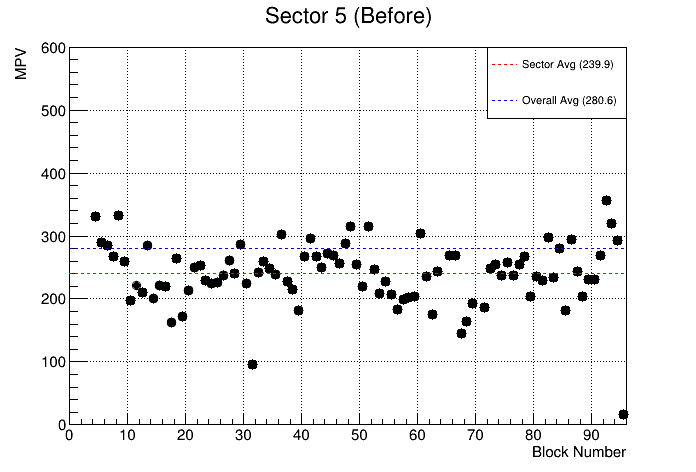 Sector 5 (Before)
MPV
600
500
400
300
200
100
0
Sector Avg (239.9)
Overall Avg (280.6)
0 10 20 30 40 50 60 70 80 90
Block Number